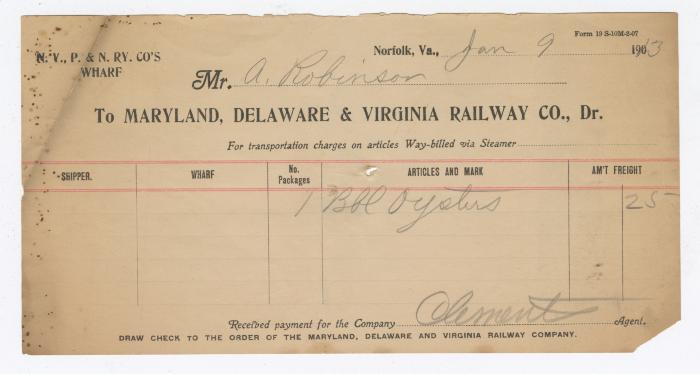 Form 19 S-10M-2-07
N. Y., P. & N. RY. CO'S
WHARF
Norfolk, Va., Jan 9 1903
Mr. A. Robinson
To MARYLAND, DELAWARE & VIRGINIA RAILWAY CO., Dr.
For transportation charges on articles Way-billed via Steamer
SHIPPER. WHARF No. Packages ARTICLES AND MARK AM'T FREIGHT
1 Bbl Oysters 25
Received payment for the Company Clement Agent.
DRAW CHECK TO THE ORDER OF THE MARYLAND, DELAWARE AND VIRGINIA RAILWAY COMPANY.